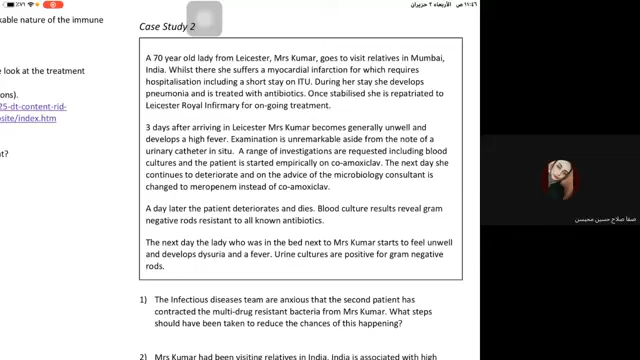 ٪٧١
١١:٤٦ ص الأربعاء ٢ حزيران
kable nature of the immune
Case Study 2
A 70 year old lady from Leicester, Mrs Kumar, goes to visit relatives in Mumbai,
India. Whilst there she suffers a myocardial infarction for which requires
hospitalisation including a short stay on ITU. During her stay she develops
pneumonia and is treated with antibiotics. Once stabilised she is repatriated to
Leicester Royal Infirmary for on-going treatment.
3 days after arriving in Leicester Mrs Kumar becomes generally unwell and
develops a high fever. Examination is unremarkable aside from the note of a
urinary catheter in situ. A range of investigations are requested including blood
cultures and the patient is started empirically on co-amoxiclav. The next day she
continues to deteriorate and on the advice of the microbiology consultant is
changed to meropenem instead of co-amoxiclav.
A day later the patient deteriorates and dies. Blood culture results reveal gram
negative rods resistant to all known antibiotics.
The next day the lady who was in the bed next to Mrs Kumar starts to feel unwell
and develops dysuria and a fever. Urine cultures are positive for gram negative
rods.
1) The Infectious diseases team are anxious that the second patient has
contracted the multi-drug resistant bacteria from Mrs Kumar. What steps
should have been taken to reduce the chances of this happening?
2) Mrs Kumar had been visiting relatives in India. India is associated with high
e look at the treatment
ons).
25-dt-content-rid-
osite/index.htm
nt?
صفا صلاح حسين محيسن